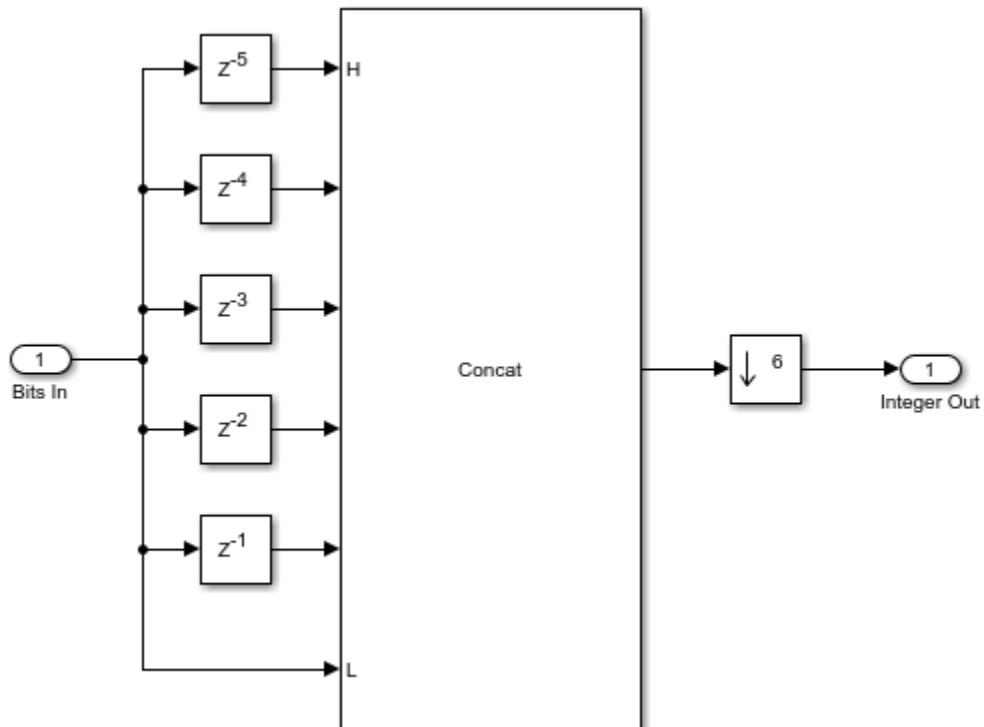 Z-5
H
Z-4
Z-3
1
Bits In
Concat
6
1
Integer Out
Z-2
Z-1
L